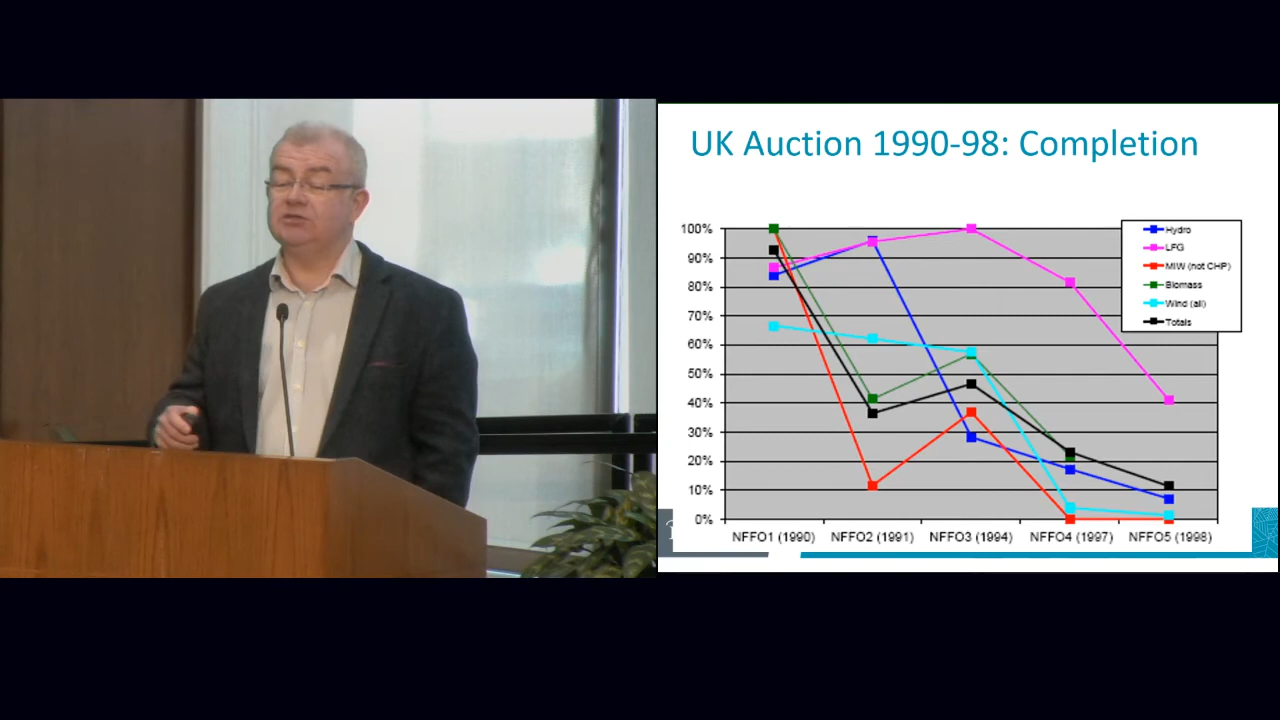 UK Auction 1990-98: Completion
100%
90%
80%
70%
60%
50%
40%
30%
20%
10%
0%
NFFO1 (1990) NFFO2 (1991) NFFO3 (1994) NFFO4 (1997) NFFO5 (1998)
Hydro
LFG
MIW (not CHP)
Biomass
Wind (all)
Totals